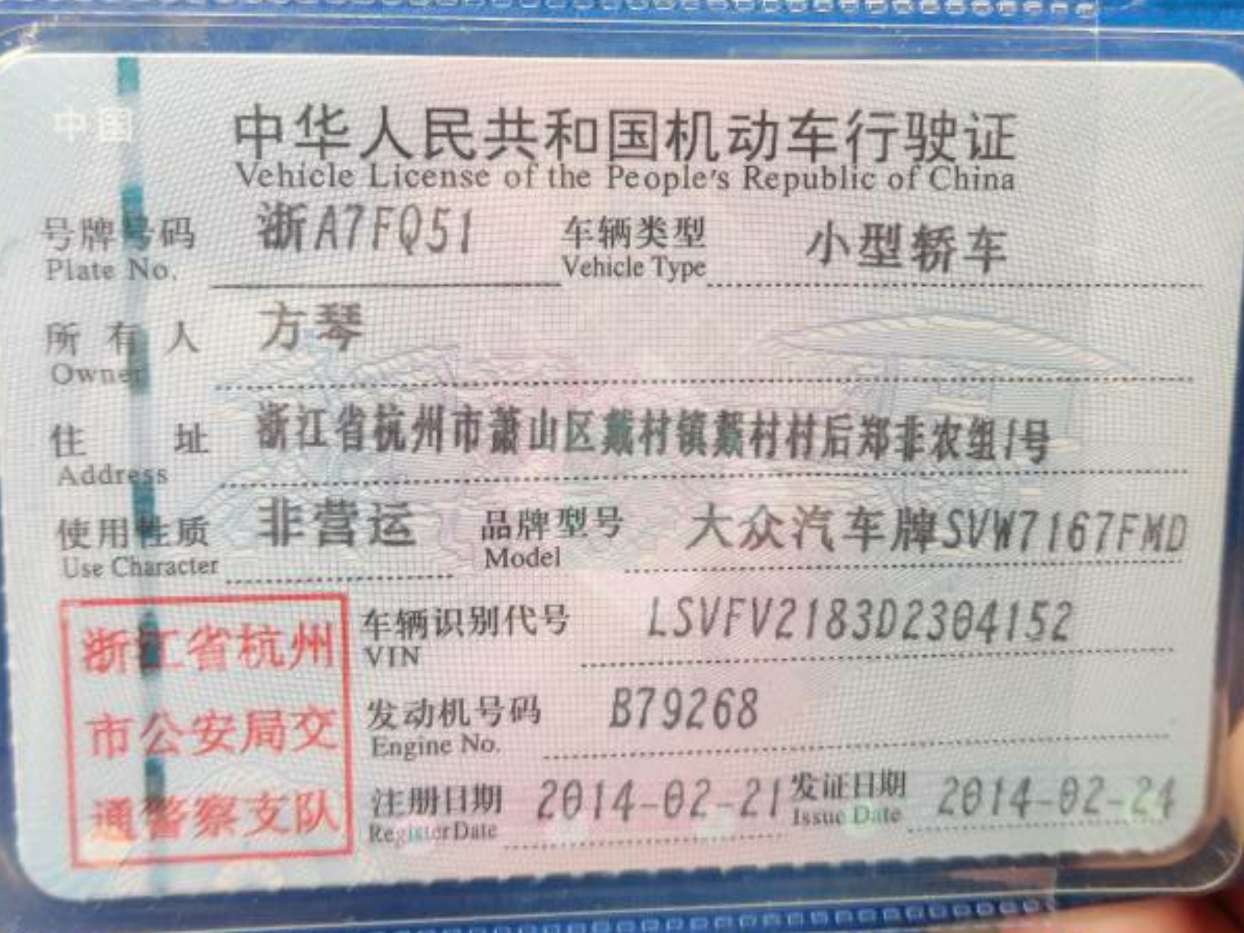 中国
中华人民共和国机动车行驶证
Vehicle License of the People's Republic of China
号牌号码 浙A7FQ51 车辆类型 小型轿车
Plate No. Vehicle Type
所有人 方琴
Owner
住址 浙江省杭州市萧山区戴村镇戴村村后郑非农组1号
Address
使用性质 非营运 品牌型号 大众汽车牌SVW7167FMD
Use Character Model
浙江省杭州 车辆识别代号 LSVFV2183D2304152
VIN
市公安局交 发动机号码 B79268
Engine No.
通警察支队 注册日期 2014-02-21 发证日期 2014-02-24
Register Date Issue Date